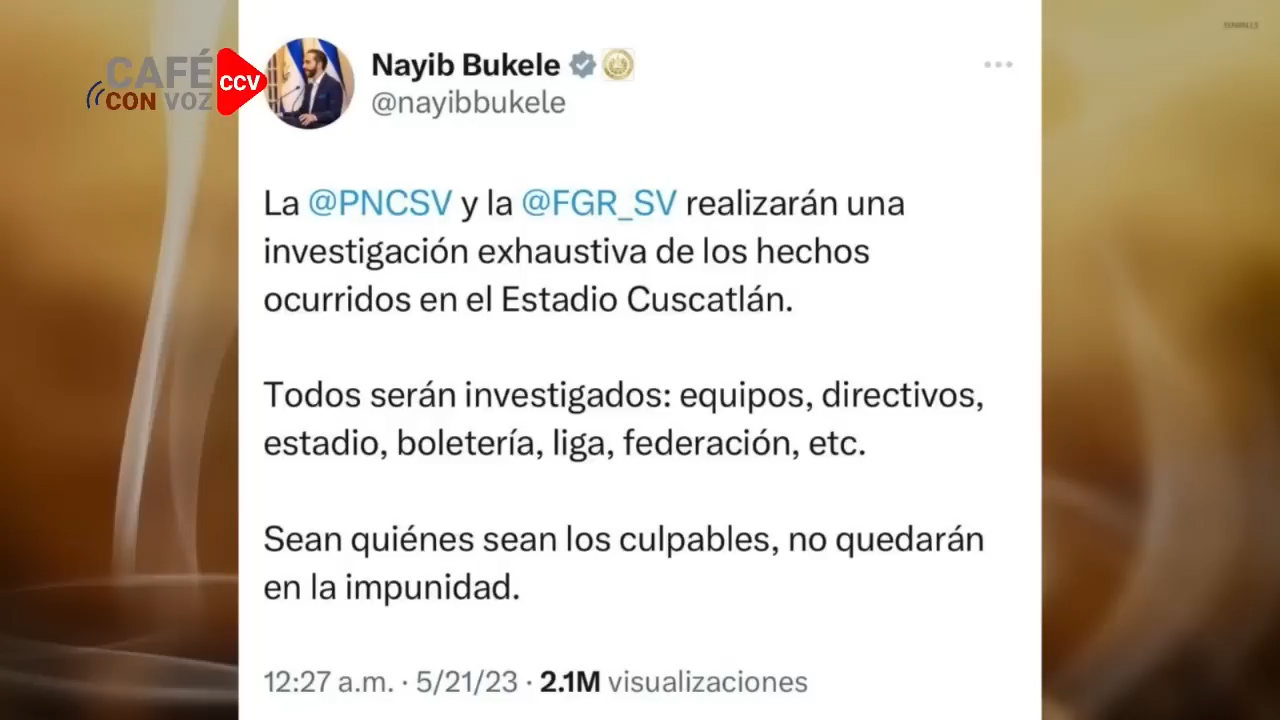 CAFÉ
CON VOZ
CCV
Nayib Bukele
@nayibbukele
La @PNCSV y la @FGR_SV realizarán una
investigación exhaustiva de los hechos
ocurridos en el Estadio Cuscatlán.
Todos serán investigados: equipos, directivos,
estadio, boletería, liga, federación, etc.
Sean quiénes sean los culpables, no quedarán
en la impunidad.
12:27 a.m. · 5/21/23 · 2.1M visualizaciones